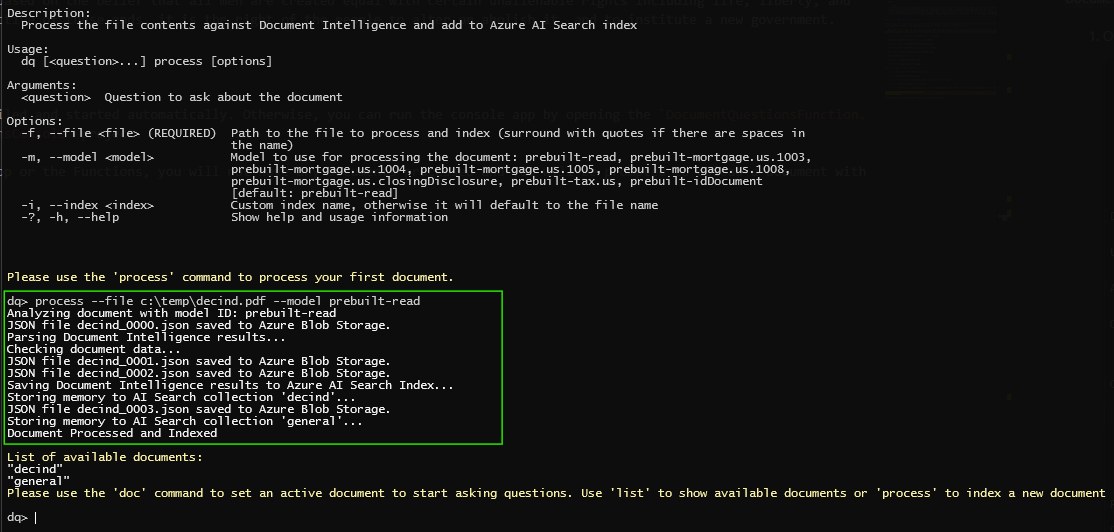 Description:
Process the file contents against Document Intelligence and add to Azure AI Search index
Usage:
dq [<question>...] process [options]
Arguments:
<question>  Question to ask about the document
Options:
-f, --file <file> (REQUIRED)  Path to the file to process and index (surround with quotes if there are spaces in
the name)
-m, --model <model>  Model to use for processing the document: prebuilt-read, prebuilt-mortgage.us.1003,
prebuilt-mortgage.us.1004, prebuilt-mortgage.us.1005, prebuilt-mortgage.us.1008,
prebuilt-mortgage.us.closingDisclosure, prebuilt-tax.us, prebuilt-idDocument
[default: prebuilt-read]
-i, --index <index>  Custom index name, otherwise it will default to the file name
-?, -h, --help  Show help and usage information
Please use the 'process' command to process your first document.
dq> process --file c:\temp\decind.pdf --model prebuilt-read
Analyzing document with model ID: prebuilt-read
JSON file decind_0000.json saved to Azure Blob Storage.
Parsing Document Intelligence results...
Checking document data...
JSON file decind_0001.json saved to Azure Blob Storage.
JSON file decind_0002.json saved to Azure Blob Storage.
Saving Document Intelligence results to Azure AI Search Index...
Storing memory to AI Search collection 'decind'...
JSON file decind_0003.json saved to Azure Blob Storage.
Storing memory to AI Search collection 'general'...
Document Processed and Indexed
List of available documents:
"decind"
"general"
Please use the 'doc' command to set an active document to start asking questions. Use 'list' to show available documents or 'process' to index a new document
dq>